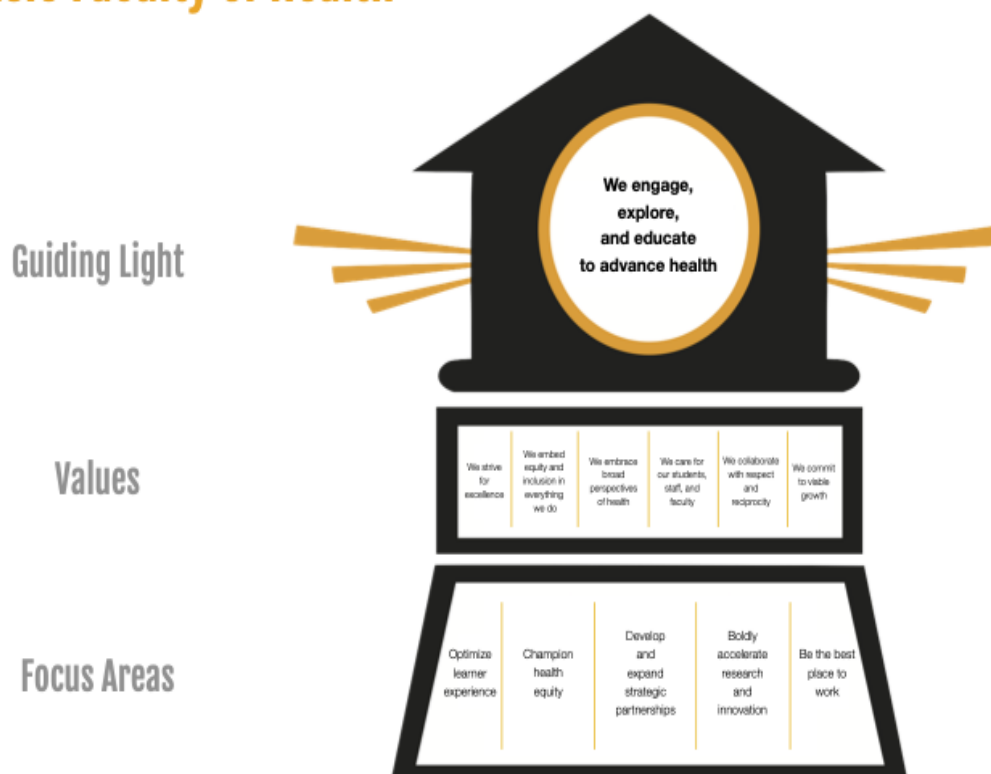 Faculty of Health
Guiding Light
We engage,
explore,
and educate
to advance health
Values
We strive
for
excellence
We embed
equity and
inclusion in
everything
we do
We embrace
broad
perspectives
of health
We care for
our students,
staff, and
faculty
We collaborate
with respect
and
reciprocity
We commit
to viable
growth
Focus Areas
Optimize
learner
experience
Champion
health
equity
Develop
and
expand
strategic
partnerships
Boldly
accelerate
research
and
innovation
Be the best
place to
work